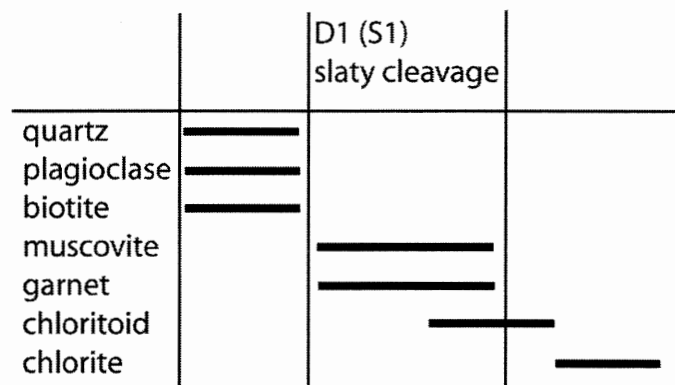 D1 (S1)
slaty cleavage
quartz
plagioclase
biotite
muscovite
garnet
chloritoid
chlorite